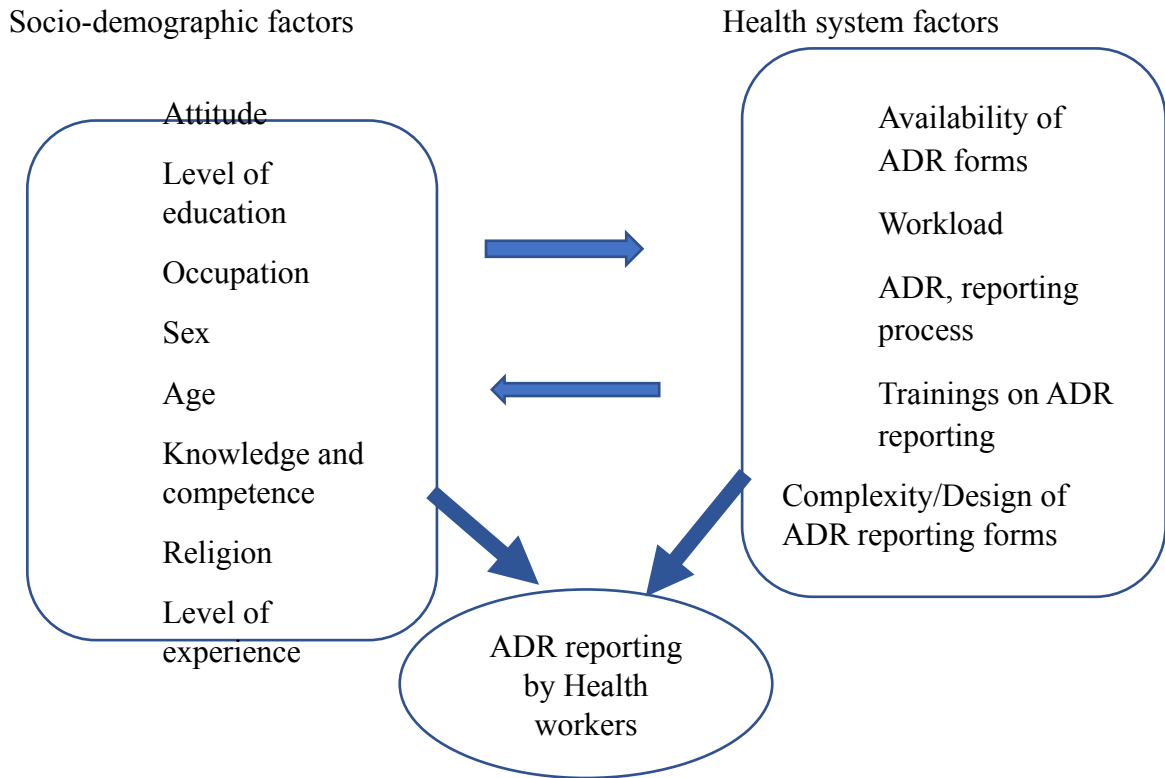 Socio-demographic factors
Health system factors
Attitude
Level of
education
Occupation
Sex
Age
Knowledge and
competence
Religion
Level of
experience
Availability of
ADR forms
Workload
ADR, reporting
process
Trainings on ADR
reporting
Complexity/Design of
ADR reporting forms
ADR reporting
by Health
workers